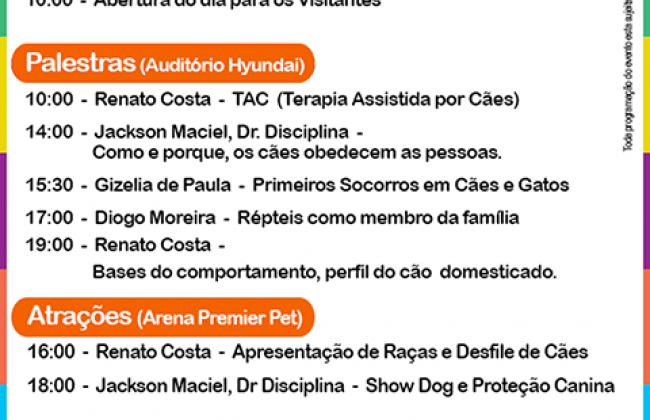 10:00 - Abertura do dia para os visitantes
Palestras (Auditório Hyundai)
10:00 - Renato Costa - TAC (Terapia Assistida por Cães)
14:00 - Jackson Maciel, Dr. Disciplina -
Como e porque, os cães obedecem as pessoas.
15:30 - Gizelia de Paula - Primeiros Socorros em Cães e Gatos
17:00 - Diogo Moreira - Répteis como membro da família
19:00 - Renato Costa -
Bases do comportamento, perfil do cão domesticado.
Atrações (Arena Premier Pet)
16:00 - Renato Costa - Apresentação de Raças e Desfile de Cães
18:00 - Jackson Maciel, Dr Disciplina - Show Dog e Proteção Canina
Toda programação do evento esta sujeita